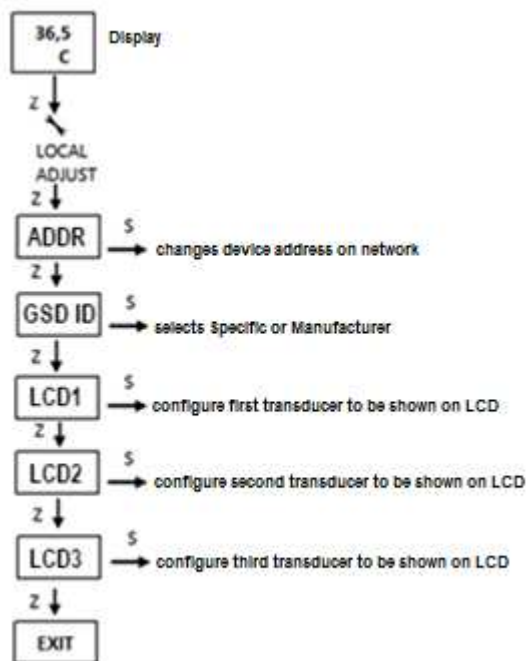 36,5
C
Display
Z
LOCAL
ADJUST
Z
ADDR
S
changes device address on network
Z
GSD ID
S
selects Specific or Manufacturer
Z
LCD1
S
configure first transducer to be shown on LCD
Z
LCD2
S
configure second transducer to be shown on LCD
Z
LCD3
S
configure third transducer to be shown on LCD
Z
EXIT